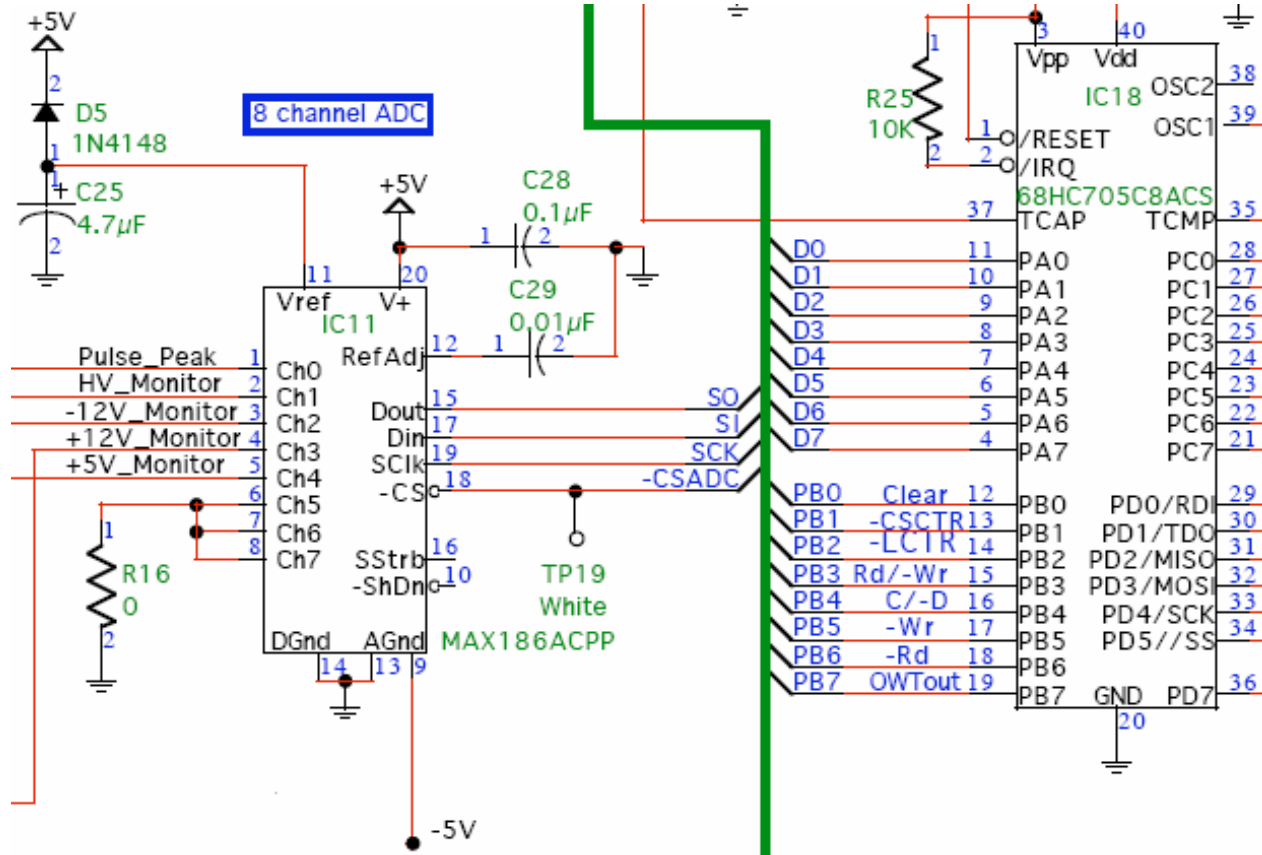 +5V
2
D5
1N4148
1
1
+
C25
4.7µF
2
8 channel ADC
+5V
C28
0.1µF
1
2
11
20
Vref
V+
IC11
C29
0.01µF
RefAdj
12
1
2
Pulse_Peak
1
Ch0
HV_Monitor
2
Ch1
-12V_Monitor
3
Ch2
+12V_Monitor
4
Ch3
+5V_Monitor
5
Ch4
6
Ch5
7
Ch6
8
Ch7
1
R16
0
2
Dout
15
SO
Din
17
SI
SClk
19
SCK
-CS
18
-CSADC
SStrb
16
-ShDn
10
TP19
White
MAX186ACPP
DGnd
AGnd
14
13
9
-5V
1
R25
10K
2
3
40
Vpp
Vdd
IC18
OSC2
38
OSC1
39
1
/RESET
2
/IRQ
68HC705C8ACS
37
TCAP
TCMP
35
D0
11
PA0
PC0
28
D1
10
PA1
PC1
27
D2
9
PA2
PC2
26
D3
8
PA3
PC3
25
D4
7
PA4
PC4
24
D5
6
PA5
PC5
23
D6
5
PA6
PC6
22
D7
4
PA7
PC7
21
PB0
Clear
12
PB0
PD0/RDI
29
PB1
-CSCTR
13
PB1
PD1/TDO
30
PB2
-LCTR
14
PB2
PD2/MISO
31
PB3
Rd/-Wr
15
PB3
PD3/MOSI
32
PB4
C/-D
16
PB4
PD4/SCK
33
PB5
-Wr
17
PB5
PD5//SS
34
PB6
-Rd
18
PB6
PB7
OWTout
19
PB7
GND
PD7
36
20